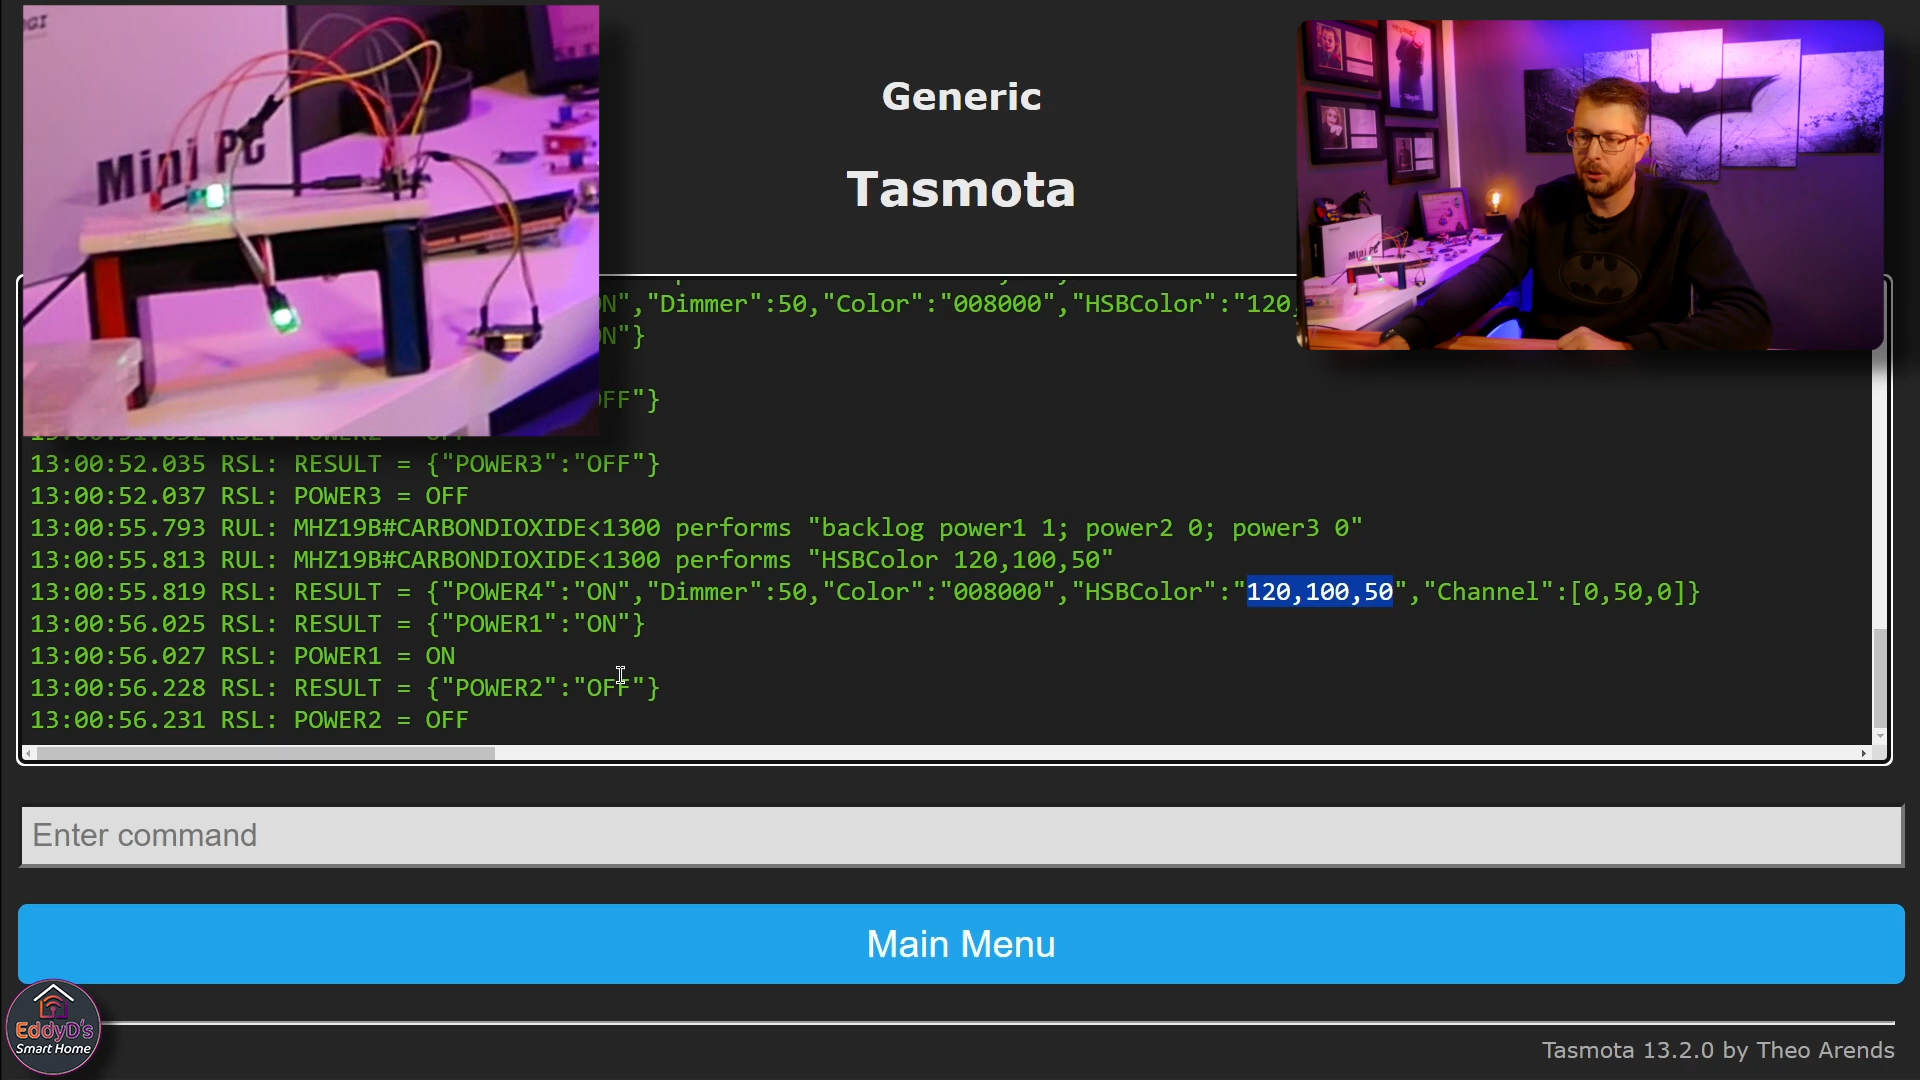 Generic
Tasmota
Mini PC
Mini PC
ON","Dimmer":50,"Color":"008000","HSBColor":"120,
ON"}
OFF"}
13:00:52.035 RSL: RESULT = {"POWER3":"OFF"}
13:00:52.037 RSL: POWER3 = OFF
13:00:55.793 RUL: MHZ19B#CARBONDIOXIDE<1300 performs "backlog power1 1; power2 0; power3 0"
13:00:55.813 RUL: MHZ19B#CARBONDIOXIDE<1300 performs "HSBColor 120,100,50"
13:00:55.819 RSL: RESULT = {"POWER4":"ON","Dimmer":50,"Color":"008000","HSBColor":"120,100,50","Channel":[0,50,0]}
13:00:56.025 RSL: RESULT = {"POWER1":"ON"}
13:00:56.027 RSL: POWER1 = ON
13:00:56.228 RSL: RESULT = {"POWER2":"OFF"}
13:00:56.231 RSL: POWER2 = OFF
Enter command
Main Menu
EddyD's
Smart Home
Tasmota 13.2.0 by Theo Arends